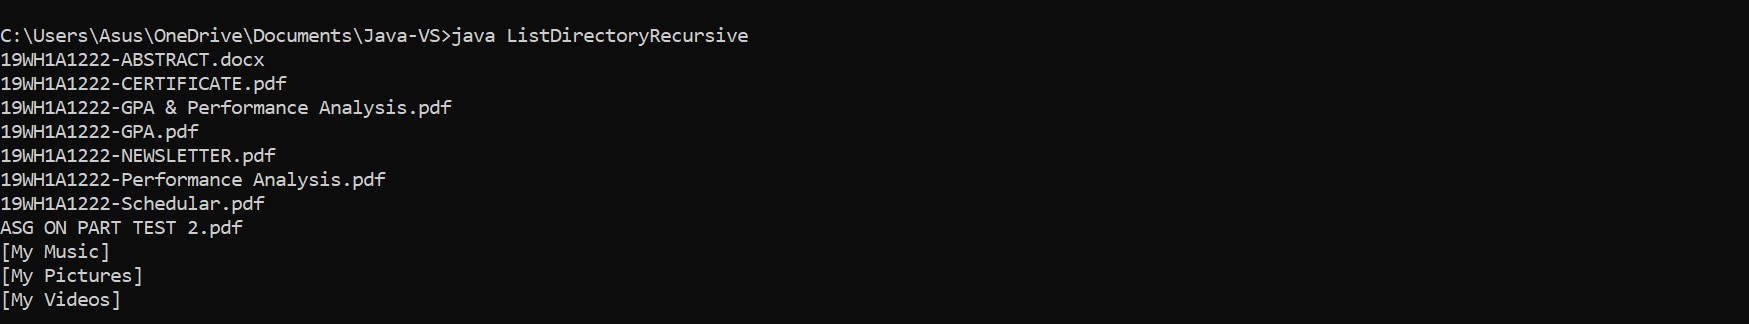 C:\Users\Asus\OneDrive\Documents\Java-VS>java ListDirectoryRecursive
19WH1A1222-ABSTRACT.docx
19WH1A1222-CERTIFICATE.pdf
19WH1A1222-GPA & Performance Analysis.pdf
19WH1A1222-GPA.pdf
19WH1A1222-NEWSLETTER.pdf
19WH1A1222-Performance Analysis.pdf
19WH1A1222-Schedular.pdf
ASG ON PART TEST 2.pdf
[My Music]
[My Pictures]
[My Videos]